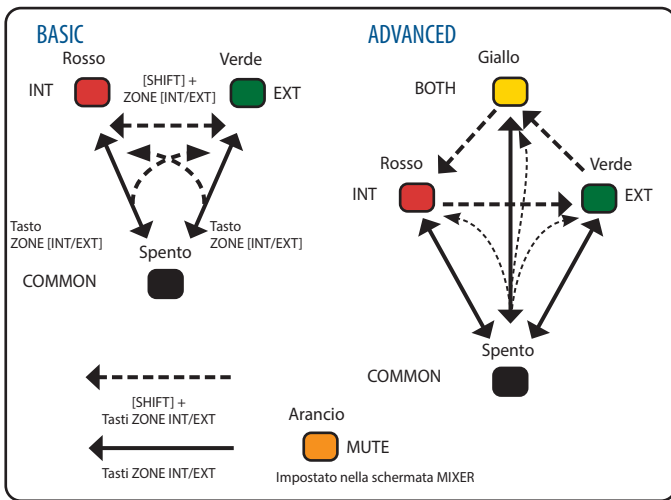 BASIC
Rosso
Verde
INT
[SHIFT] +
ZONE [INT/EXT]
EXT
Tasto
ZONE [INT/EXT]
Tasto
ZONE [INT/EXT]
Spento
COMMON
ADVANCED
Giallo
BOTH
Rosso
Verde
INT
EXT
Spento
COMMON
[SHIFT] +
Tasti ZONE INT/EXT
Tasti ZONE INT/EXT
Arancio
MUTE
Impostato nella schermata MIXER